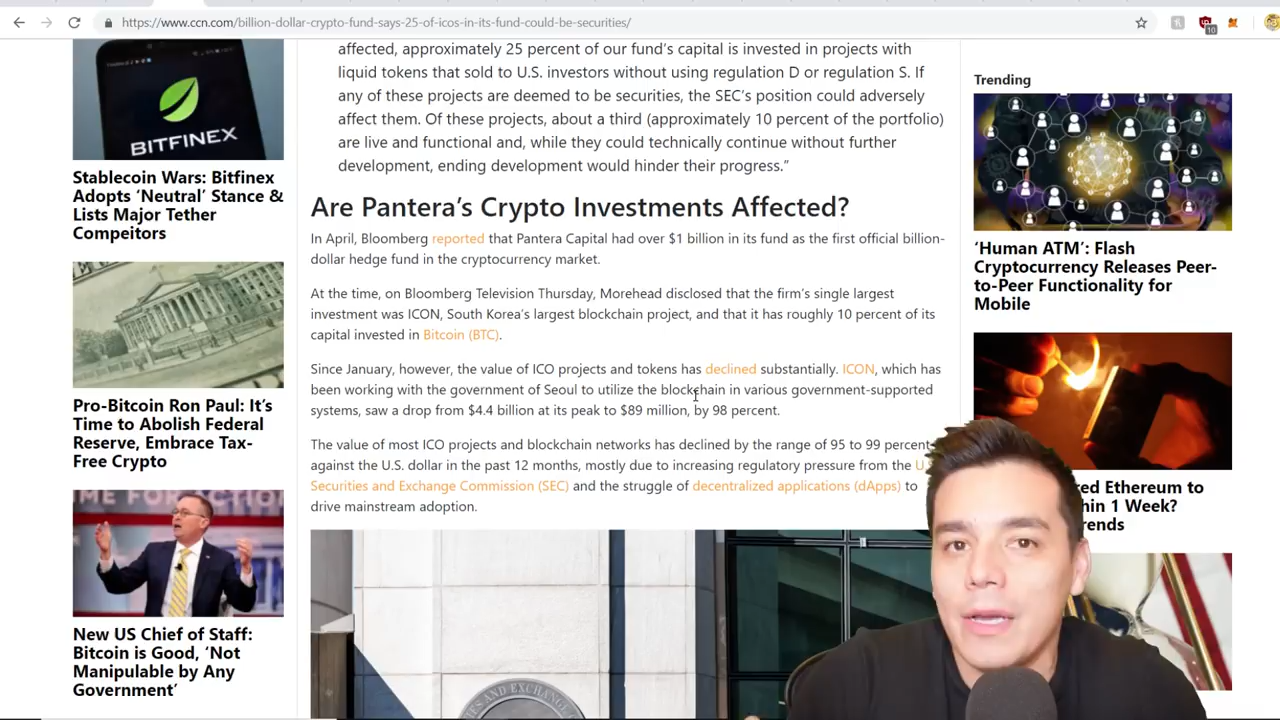 https://www.ccn.com/billion-dollar-crypto-fund-says-25-of-icos-in-its-fund-could-be-securities/
10
BITFINEX
Stablecoin Wars: Bitfinex
Adopts ‘Neutral’ Stance &
Lists Major Tether
Compeitors
Pro-Bitcoin Ron Paul: It’s
Time to Abolish Federal
Reserve, Embrace Tax-
Free Crypto
New US Chief of Staff:
Bitcoin is Good, ‘Not
Manipulable by Any
Government’
affected, approximately 25 percent of our fund’s capital is invested in projects with
liquid tokens that sold to U.S. investors without using regulation D or regulation S. If
any of these projects are deemed to be securities, the SEC’s position could adversely
affect them. Of these projects, about a third (approximately 10 percent of the portfolio)
are live and functional and, while they could technically continue without further
development, ending development would hinder their progress.”
Are Pantera’s Crypto Investments Affected?
In April, Bloomberg reported that Pantera Capital had over $1 billion in its fund as the first official billion-
dollar hedge fund in the cryptocurrency market.
At the time, on Bloomberg Television Thursday, Morehead disclosed that the firm’s single largest
investment was ICON, South Korea’s largest blockchain project, and that it has roughly 10 percent of its
capital invested in Bitcoin (BTC).
Since January, however, the value of ICO projects and tokens has declined substantially. ICON, which has
been working with the government of Seoul to utilize the blockchain in various government-supported
systems, saw a drop from $4.4 billion at its peak to $89 million, by 98 percent.
The value of most ICO projects and blockchain networks has declined by the range of 95 to 99 percent
against the U.S. dollar in the past 12 months, mostly due to increasing regulatory pressure from the U
Securities and Exchange Commission (SEC) and the struggle of decentralized applications (dApps) to
drive mainstream adoption.
Trending
‘Human ATM’: Flash
Cryptocurrency Releases Peer-
to-Peer Functionality for
Mobile
red Ethereum to
hin 1 Week?
rends